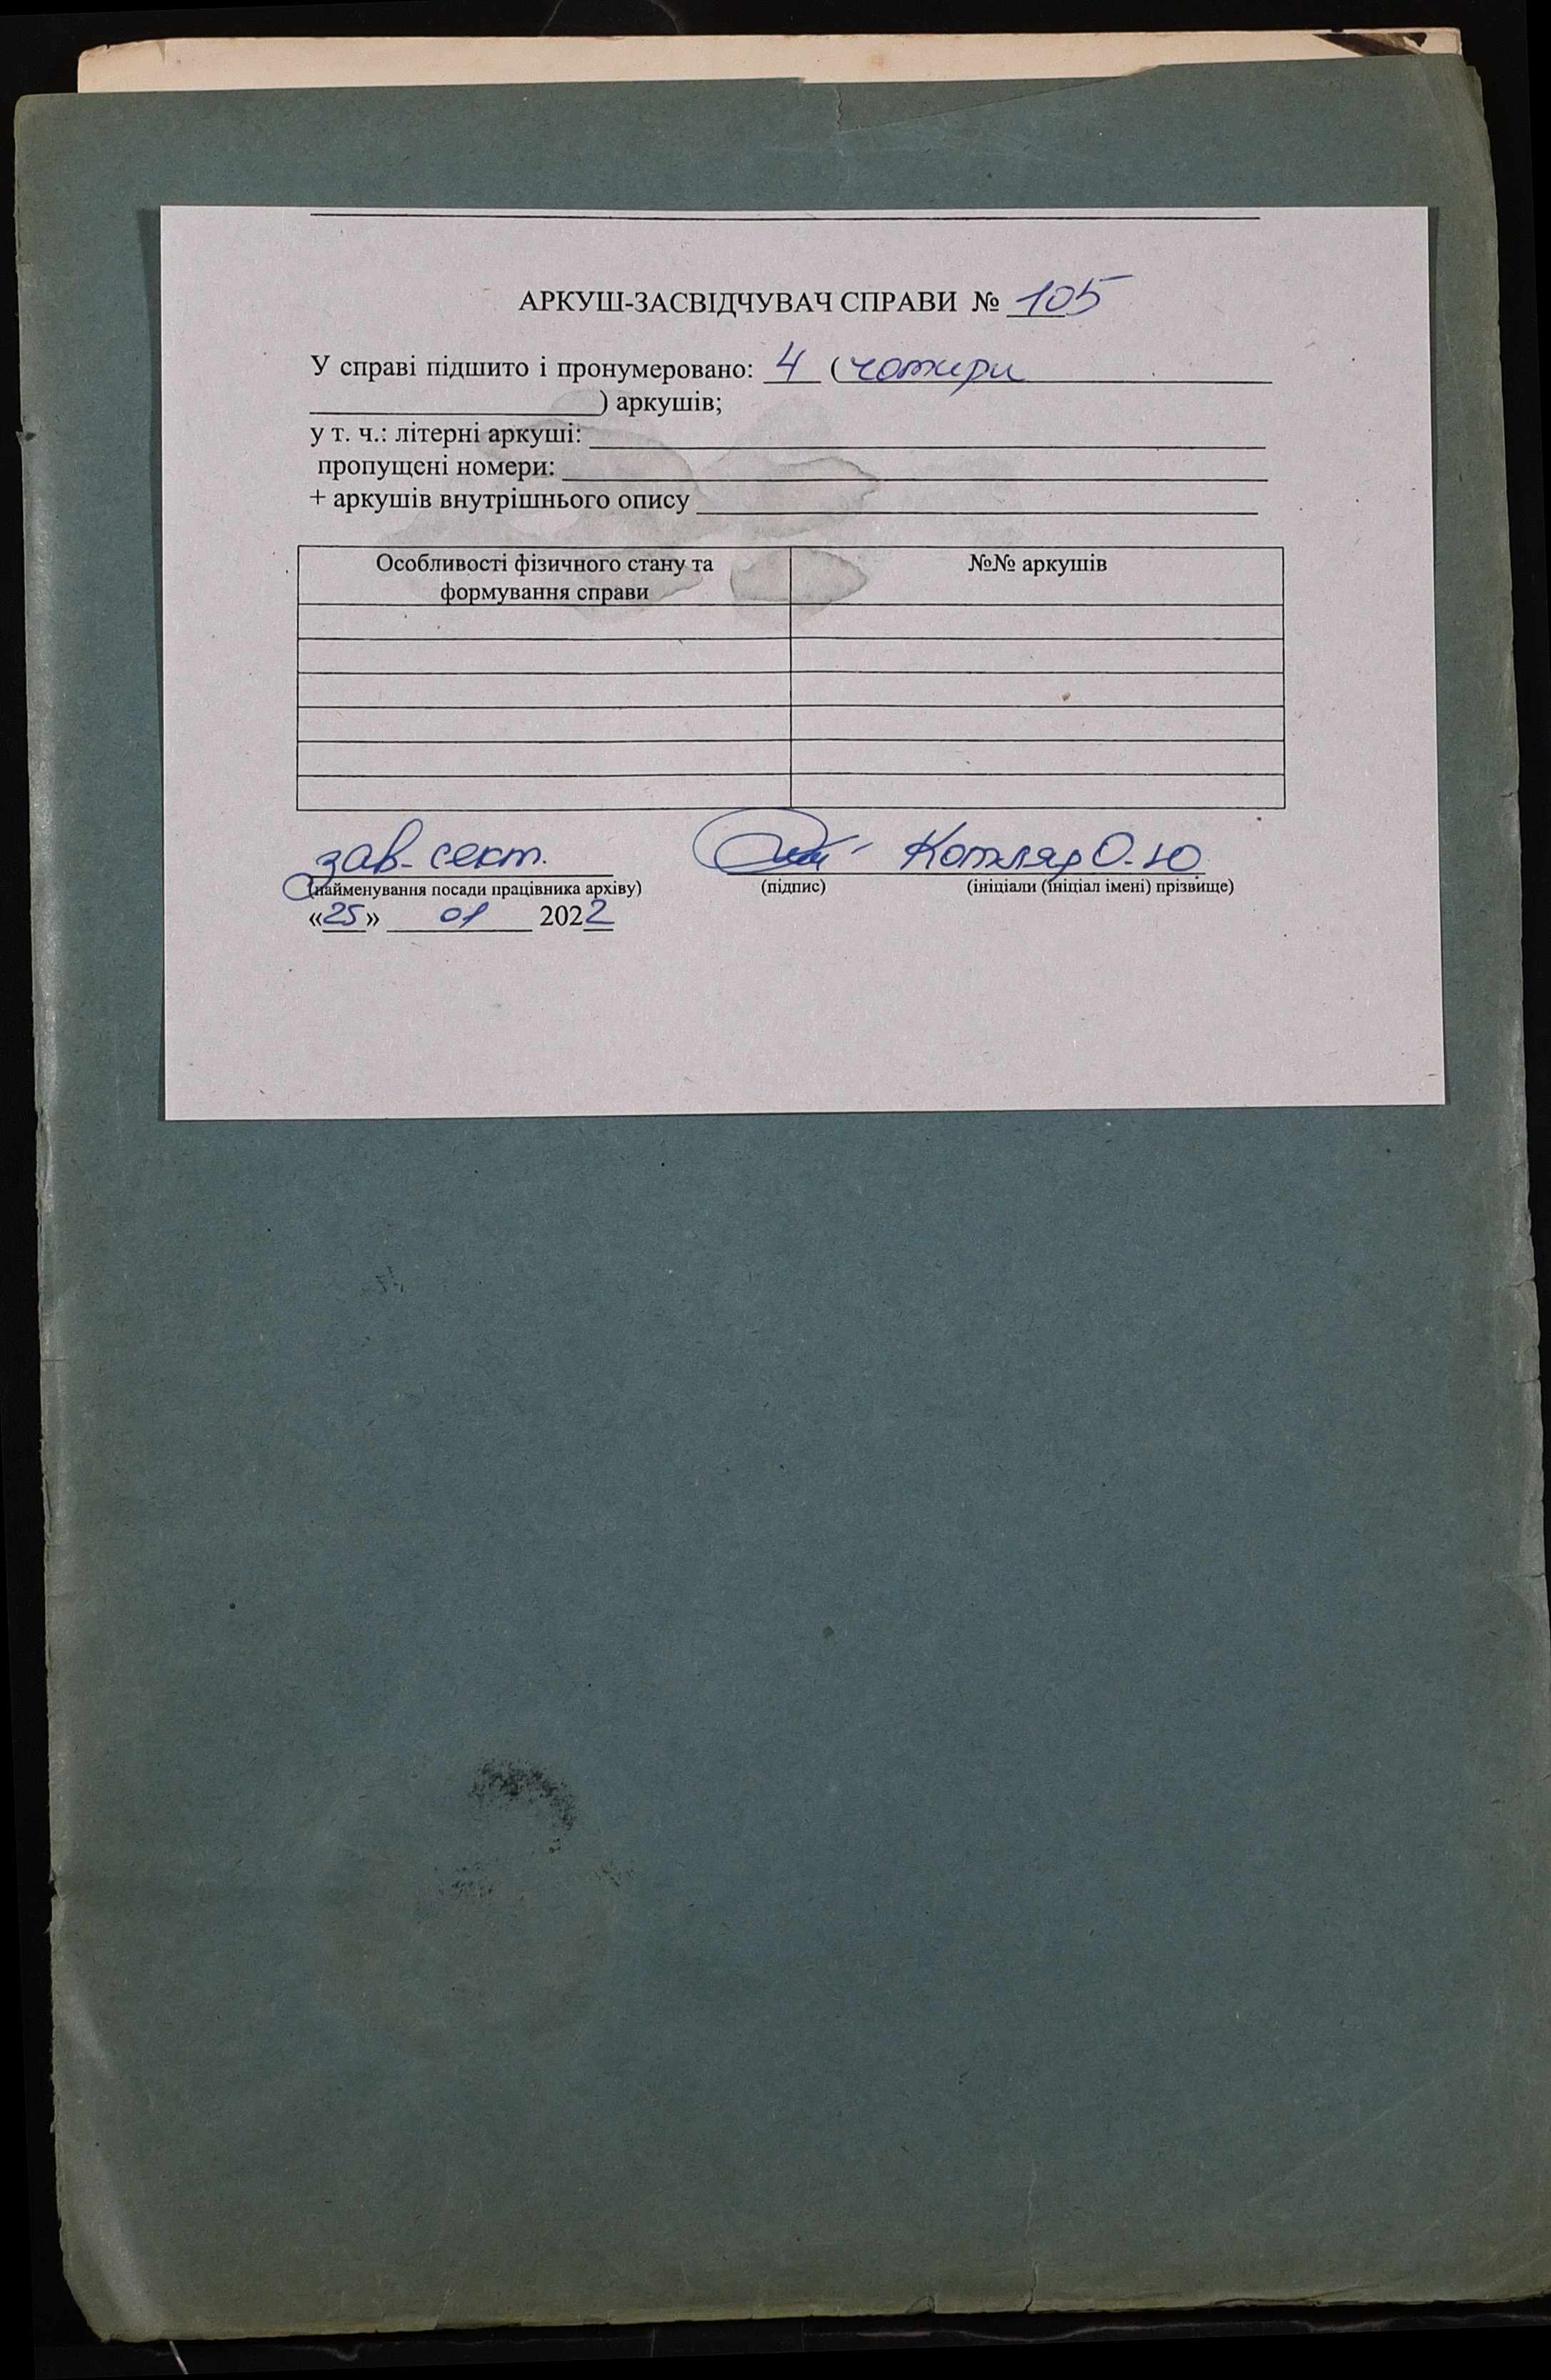 АРКУШ-ЗАСВІДЧУВАЧ СПРАВИ № 105
У справі підшито і пронумеровано: 4 (чотири
) аркушів;
у т. ч.: літерні аркуші:
пропущені номери:
+ аркушів внутрішнього опису
Особливості фізичного стану та формування справи
№№ аркушів
зав. сект. Котляр О.Ю.
(найменування посади працівника архіву) (підпис) (ініціали (ініціал імені) прізвище)
«25» 01 2022